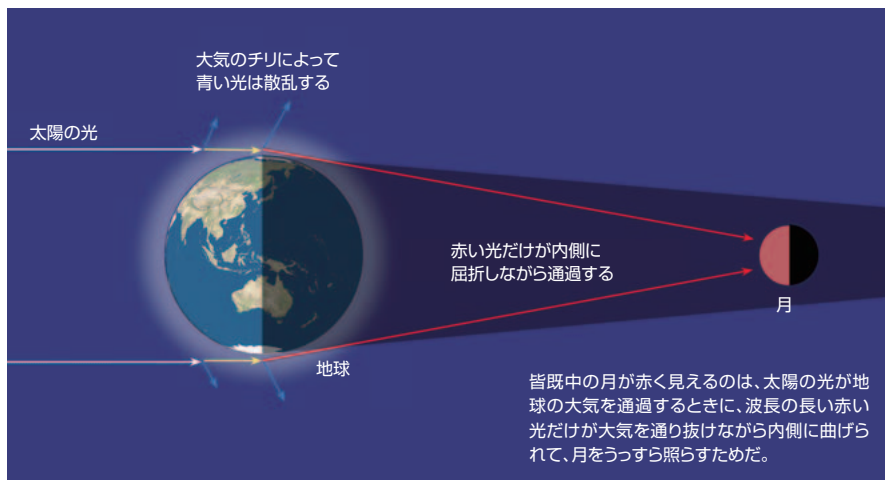 大気のチリによって
青い光は散乱する
太陽の光
赤い光だけが内側に
屈折しながら通過する
月
地球
皆既中の月が赤く見えるのは、太陽の光が地
球の大気を通過するときに、波長の長い赤い
光だけが大気を通り抜けながら内側に曲げら
れて、月をうっすら照らすためだ。